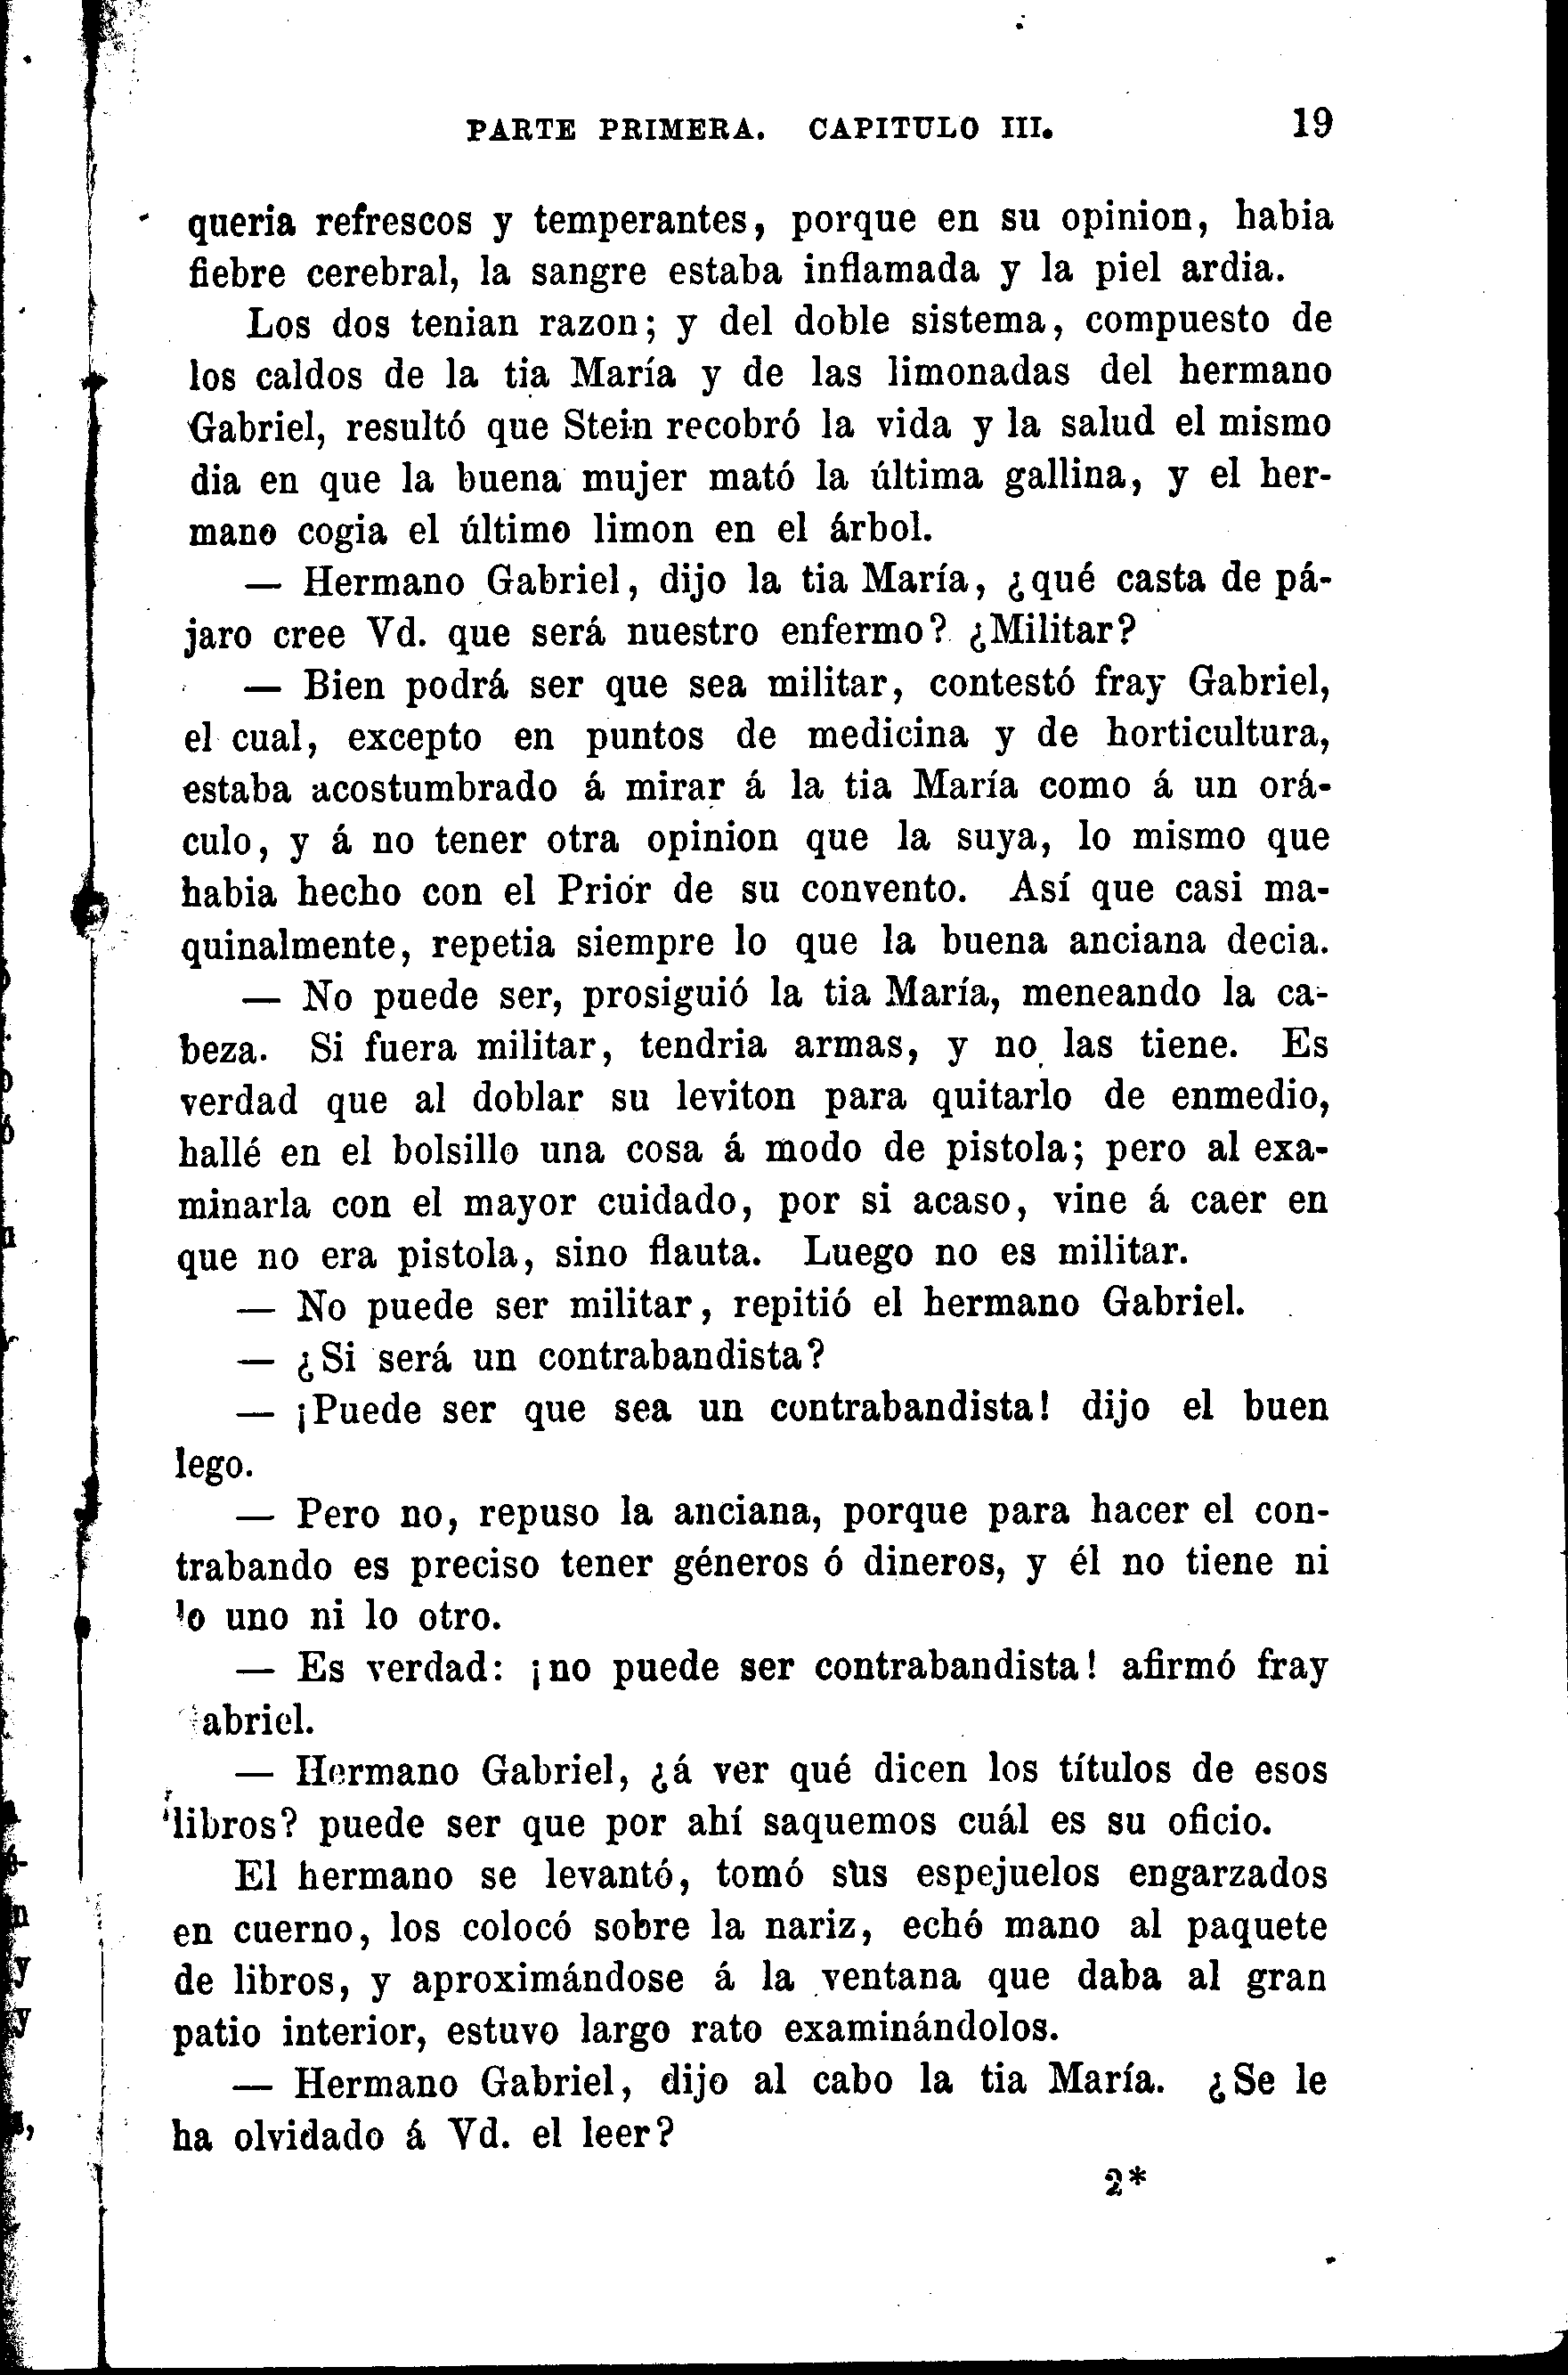 PARTE PRIMERA. CAPITULO III. 19
queria refrescos y temperantes, porque en su opinion, habia
fiebre cerebral, la sangre estaba inflamada y la piel ardia.
Los dos tenian razon; y del doble sistema, compuesto de
los caldos de la tia María y de las limonadas del hermano
Gabriel, resultó que Stein recobró la vida y la salud el mismo
dia en que la buena mujer mató la última gallina, y el her-
mano cogia el último limon en el árbol.
— Hermano Gabriel, dijo la tia María, ¿qué casta de pá-
jaro cree Vd. que será nuestro enfermo? ¿Militar?
— Bien podrá ser que sea militar, contestó fray Gabriel,
el cual, excepto en puntos de medicina y de horticultura,
estaba acostumbrado á mirar á la tia María como á un orá-
culo, y á no tener otra opinion que la suya, lo mismo que
habia hecho con el Prior de su convento. Así que casi ma-
quinalmente, repetia siempre lo que la buena anciana decia.
— No puede ser, prosiguió la tia María, meneando la ca-
beza. Si fuera militar, tendria armas, y no las tiene. Es
verdad que al doblar su leviton para quitarlo de enmedio,
hallé en el bolsillo una cosa á modo de pistola; pero al exa-
minarla con el mayor cuidado, por si acaso, vine á caer en
que no era pistola, sino flauta. Luego no es militar.
— No puede ser militar, repitió el hermano Gabriel.
— ¿Si será un contrabandista?
— ¡Puede ser que sea un contrabandista! dijo el buen
lego.
— Pero no, repuso la anciana, porque para hacer el con-
trabando es preciso tener géneros ó dineros, y él no tiene ni
lo uno ni lo otro.
— Es verdad: ¡no puede ser contrabandista! afirmó fray
abriel.
— Hermano Gabriel, ¿á ver qué dicen los títulos de esos
libros? puede ser que por ahí saquemos cuál es su oficio.
El hermano se levantó, tomó sus espejuelos engarzados
en cuerno, los colocó sobre la nariz, echó mano al paquete
de libros, y aproximándose á la ventana que daba al gran
patio interior, estuvo largo rato examinándolos.
— Hermano Gabriel, dijo al cabo la tia María. ¿Se le
ha olvidado á Vd. el leer?
2*